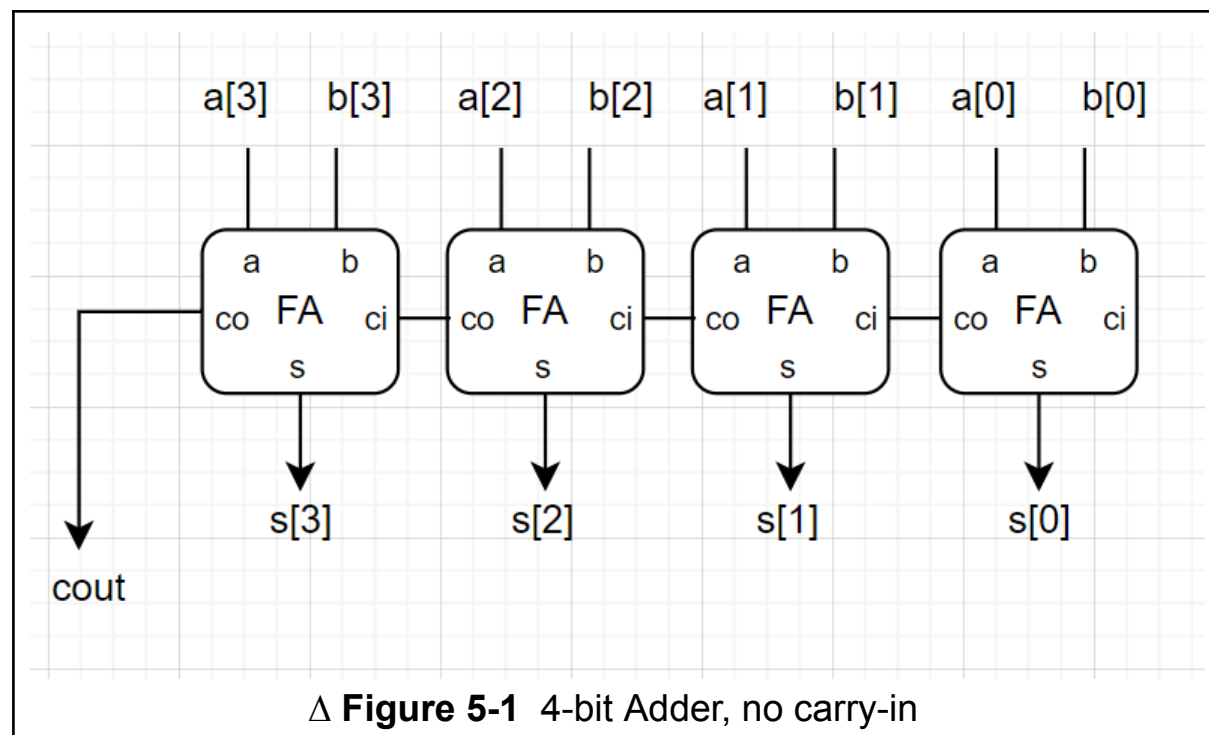 a[3] b[3] a[2] b[2] a[1] b[1] a[0] b[0]
a b a b a b a b
co FA ci co FA ci co FA ci co FA ci
s s s s
s[3] s[2] s[1] s[0]
cout
Δ Figure 5-1 4-bit Adder, no carry-in